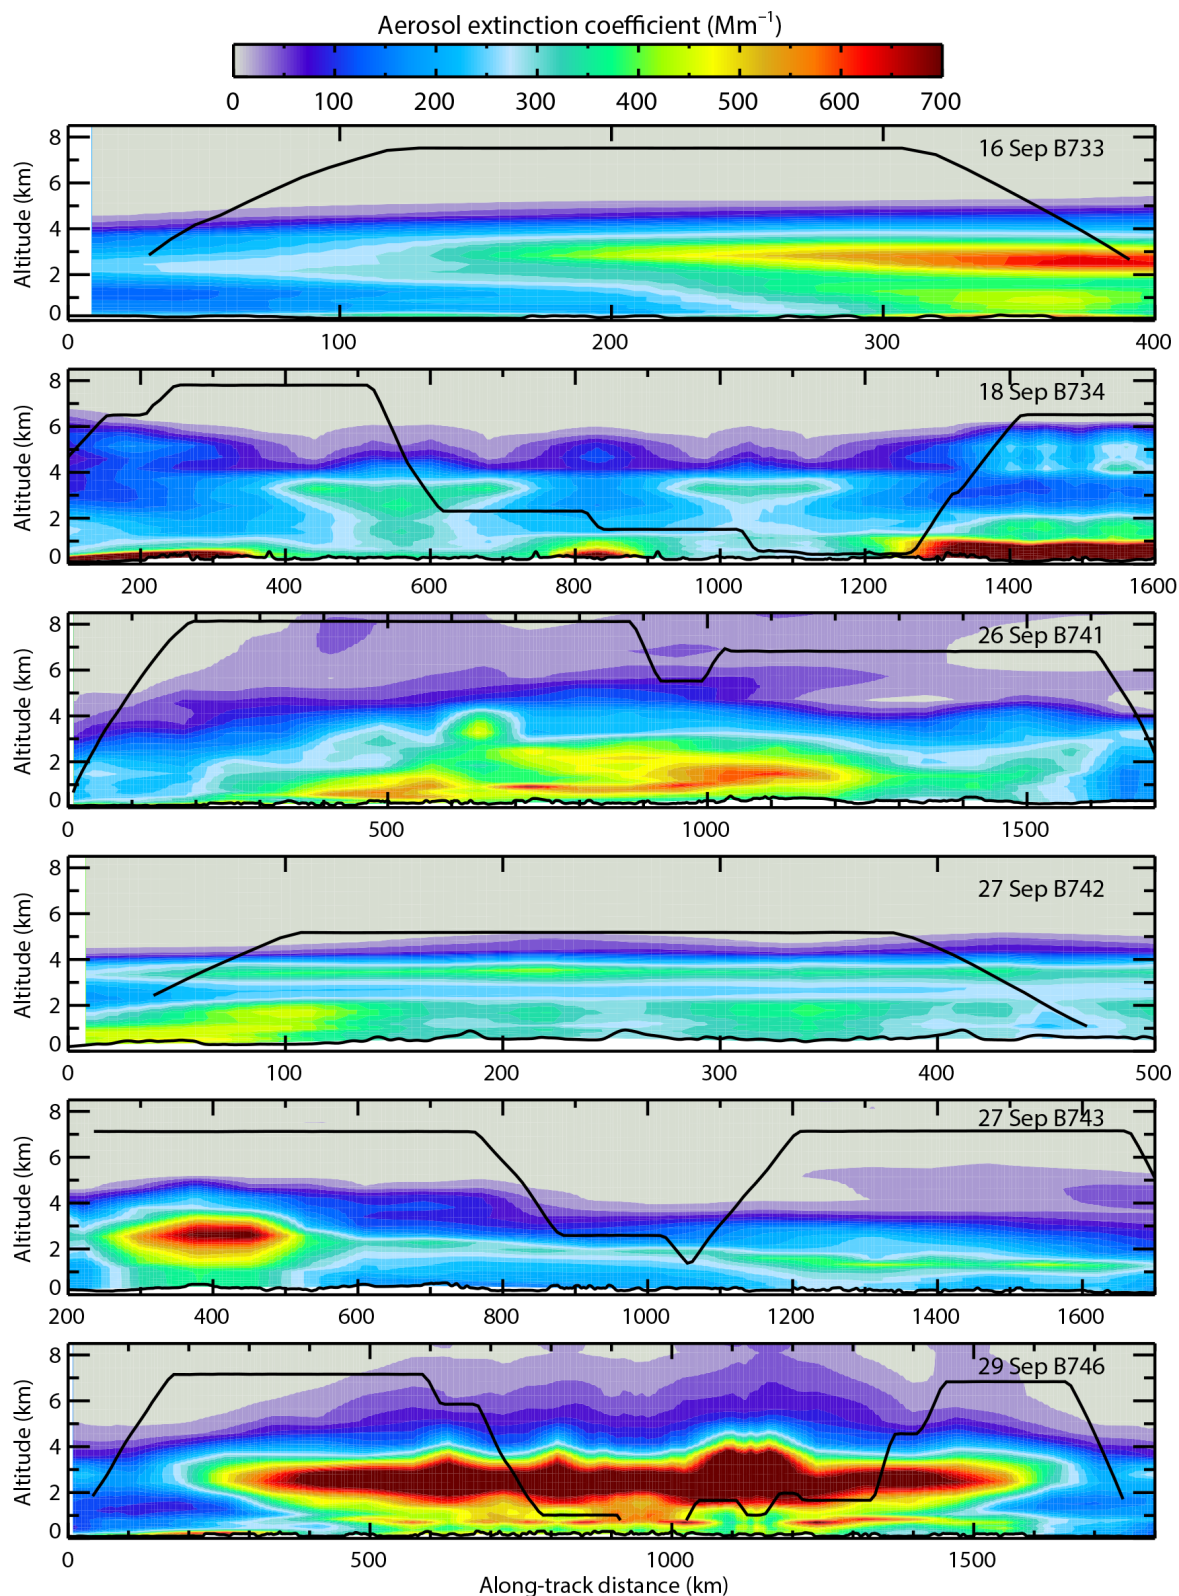 Aerosol extinction coefficient (Mm⁻¹)
0 100 200 300 400 500 600 700
16 Sep B733
Altitude (km)
8
6
4
2
0
0 100 200 300 400
18 Sep B734
Altitude (km)
8
6
4
2
0
200 400 600 800 1000 1200 1400 1600
26 Sep B741
Altitude (km)
8
6
4
2
0
0 500 1000 1500
27 Sep B742
Altitude (km)
8
6
4
2
0
0 100 200 300 400 500
27 Sep B743
Altitude (km)
8
6
4
2
0
200 400 600 800 1000 1200 1400 1600
29 Sep B746
Altitude (km)
8
6
4
2
0
0 500 1000 1500
Along-track distance (km)